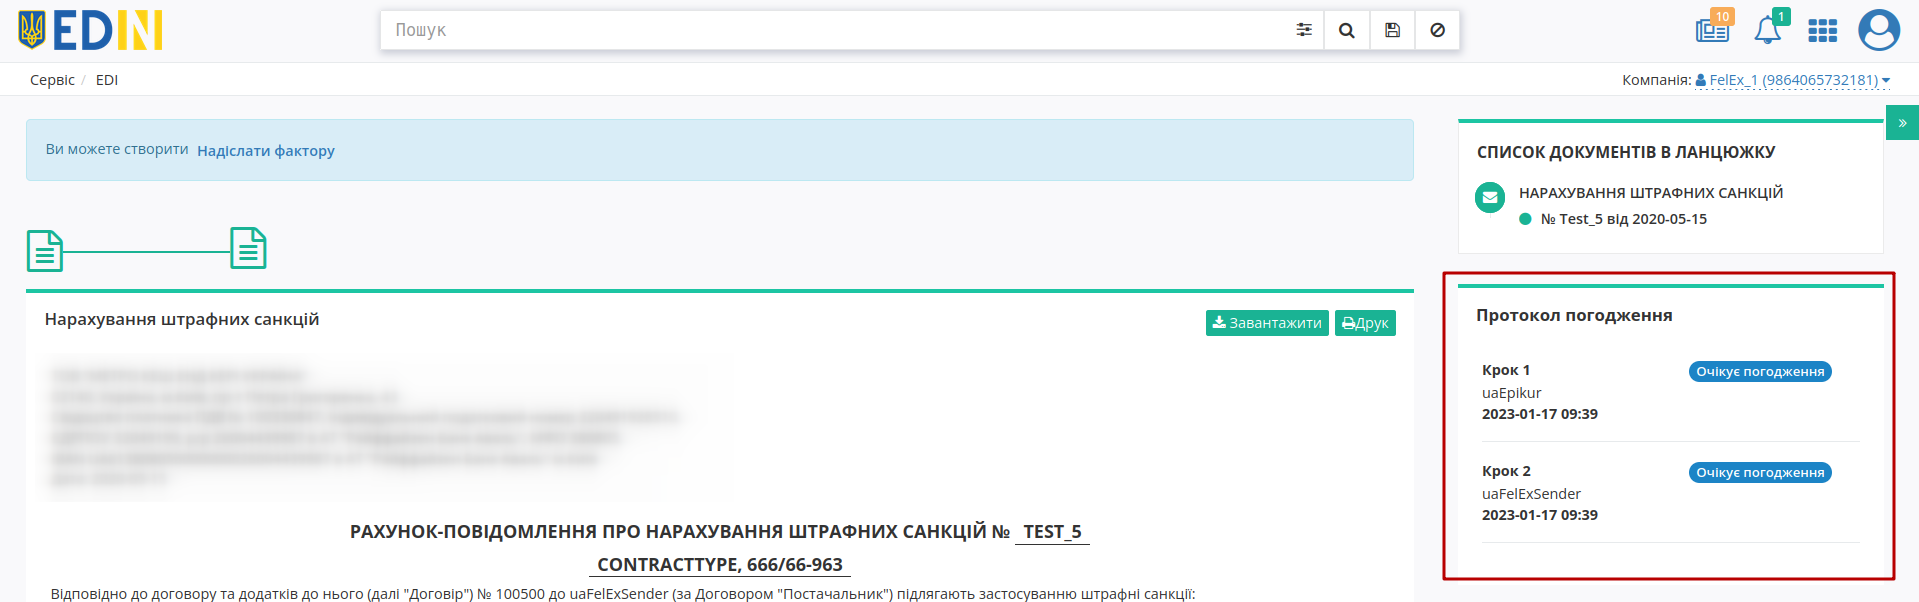 EDIN
Пошук
10
1
Сервіс / EDI
Компанія: FelEx_1 (9864065732181)
Ви можете створити Надіслати фактору
»
СПИСОК ДОКУМЕНТІВ В ЛАНЦЮЖКУ
НАРАХУВАННЯ ШТРАФНИХ САНКЦІЙ
№ Test_5 від 2020-05-15
Нарахування штрафних санкцій
Завантажити
Друк
РАХУНОК-ПОВІДОМЛЕННЯ ПРО НАРАХУВАННЯ ШТРАФНИХ САНКЦІЙ № TEST_5
CONTRACTTYPE, 666/66-963
Відповідно до договору та додатків до нього (далі "Договір") № 100500 до uaFelExSender (за Договором "Постачальник") підлягають застосуванню штрафні санкції:
Протокол погодження
Крок 1 Очікує погодження
uaEpikur
2023-01-17 09:39
Крок 2 Очікує погодження
uaFelExSender
2023-01-17 09:39